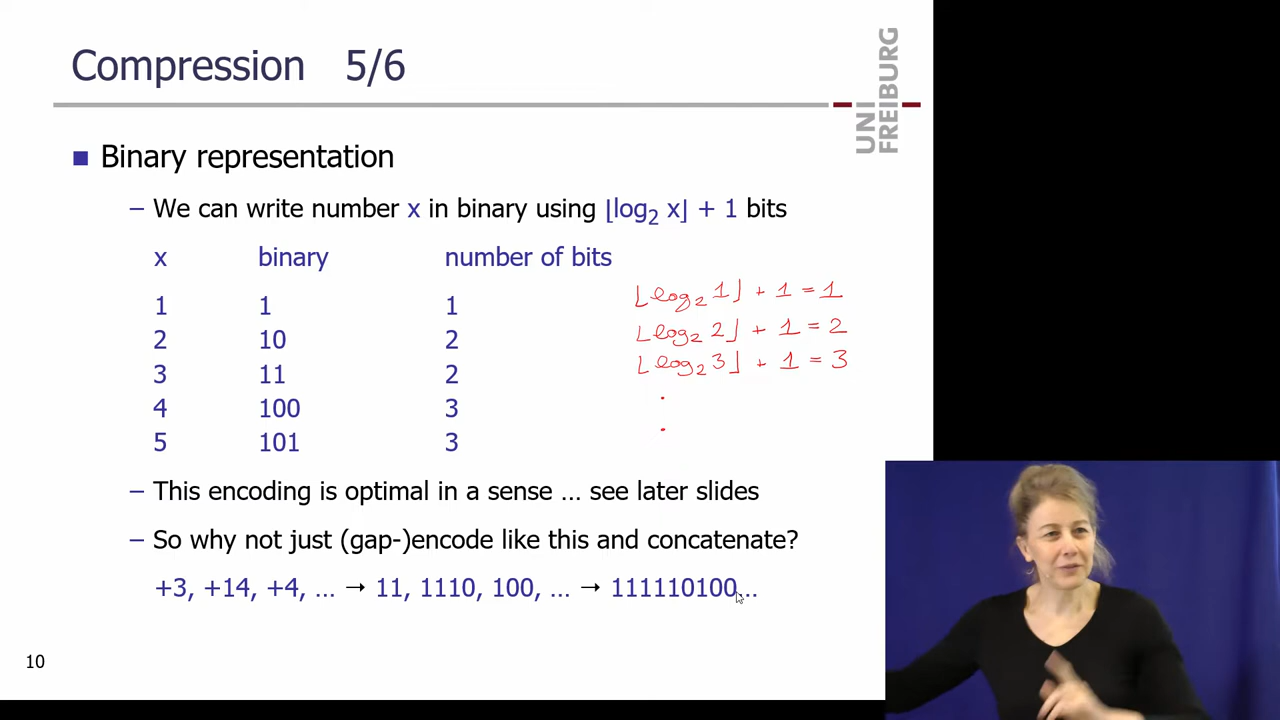 Compression 5/6
UNI
FREIBURG
■ Binary representation
– We can write number x in binary using ⌊log₂ x⌋ + 1 bits
x binary number of bits
1 1 1 ⌊log₂ 1⌋ + 1 = 1
2 10 2 ⌊log₂ 2⌋ + 1 = 2
3 11 2 ⌊log₂ 3⌋ + 1 = 3
4 100 3 .
5 101 3 .
– This encoding is optimal in a sense … see later slides
– So why not just (gap-)encode like this and concatenate?
+3, +14, +4, … → 11, 1110, 100, … → 111110100…
10